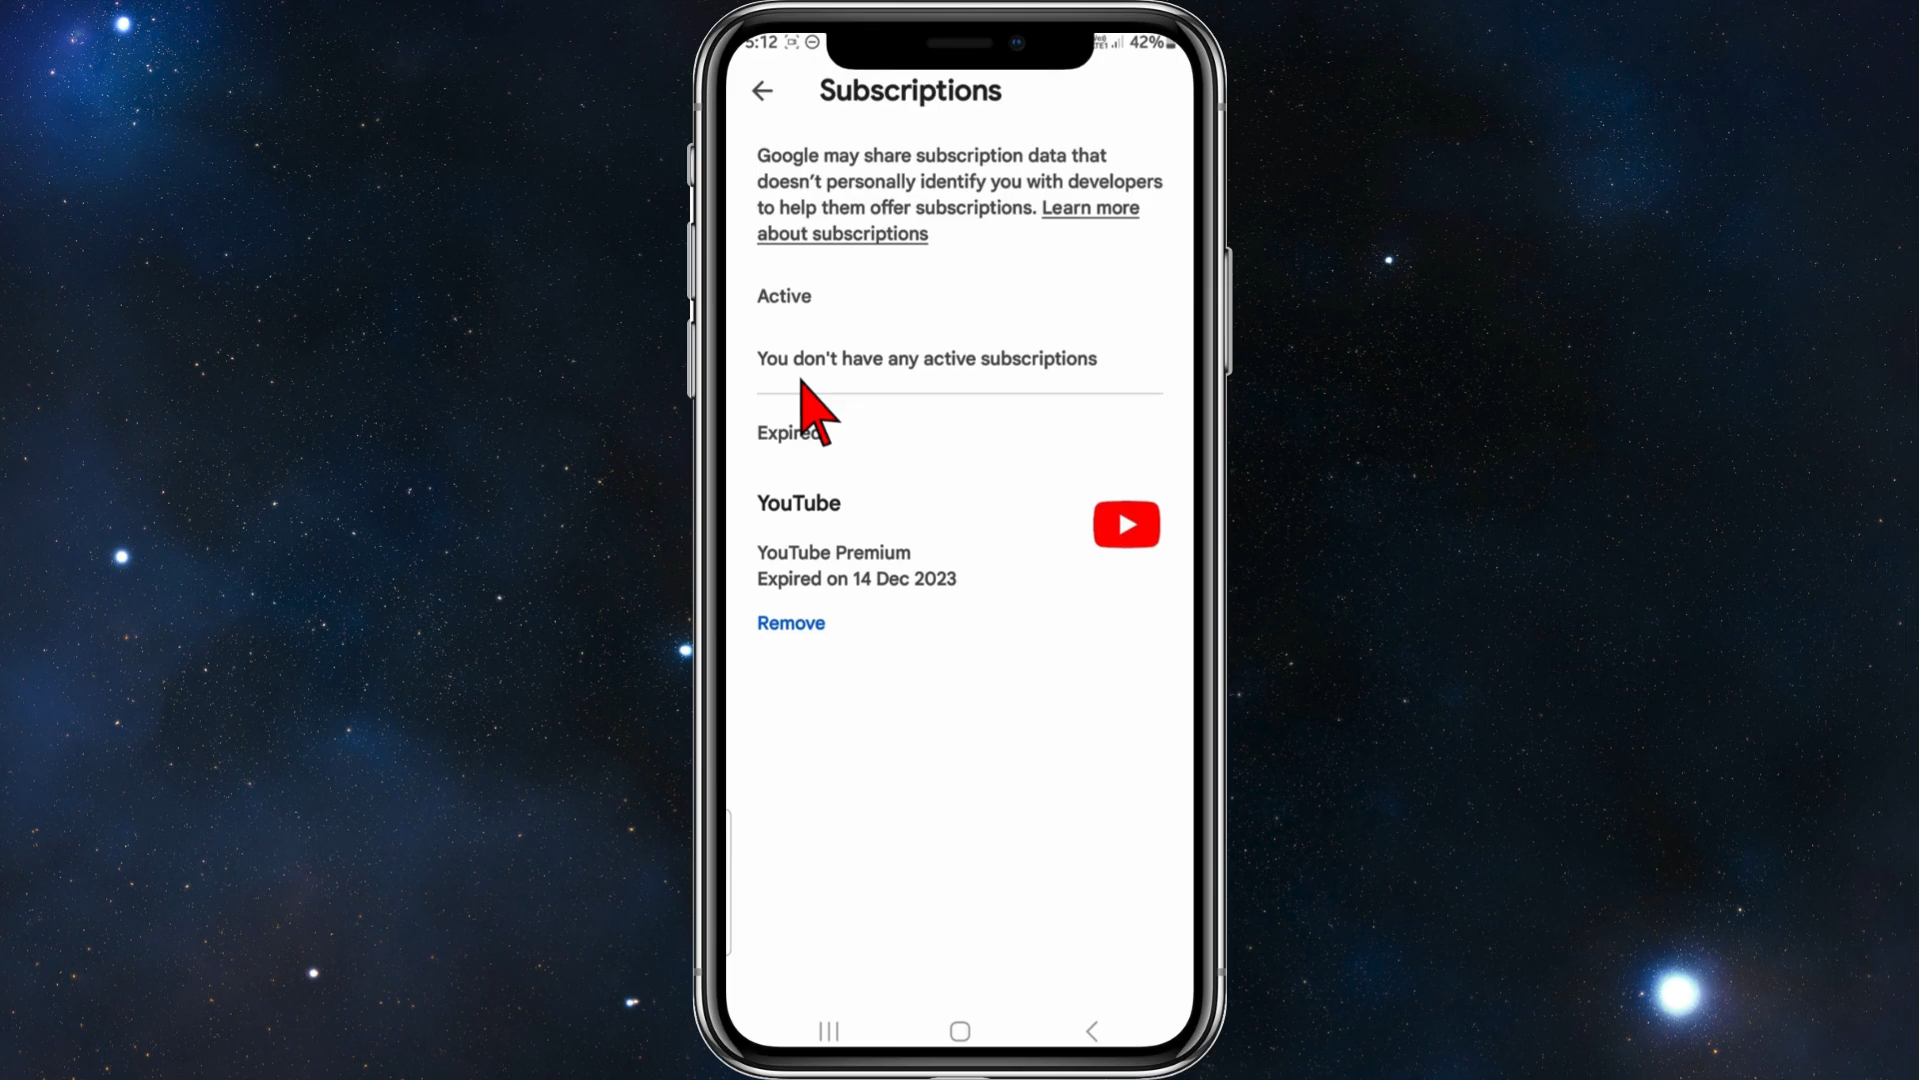 5:12 42%
Subscriptions
Google may share subscription data that
doesn’t personally identify you with developers
to help them offer subscriptions. Learn more
about subscriptions
Active
You don't have any active subscriptions
Expired
YouTube
YouTube Premium
Expired on 14 Dec 2023
Remove